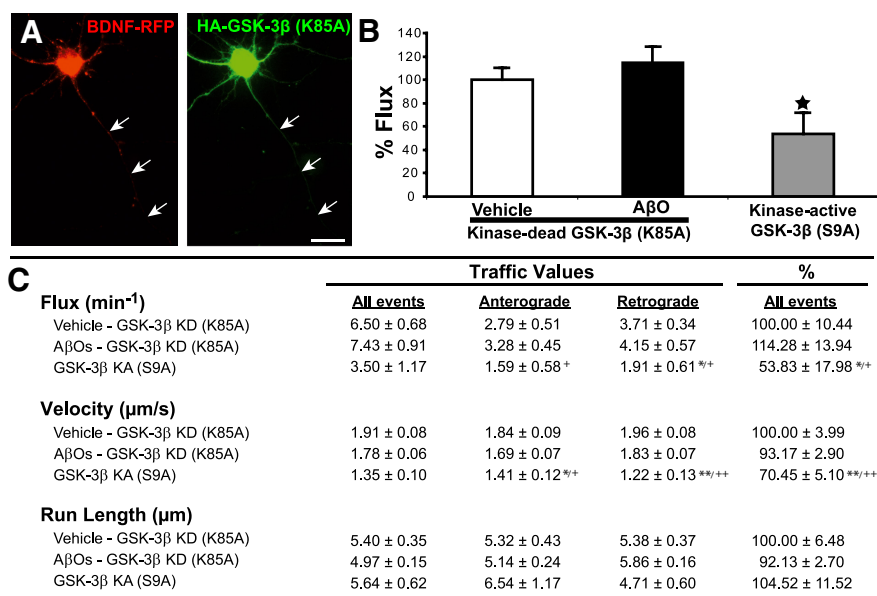 A
BDNF-RFP
HA-GSK-3β (K85A)
B
% Flux
140
120
100
80
60
40
20
0
★
Vehicle
AβO
Kinase-dead GSK-3β (K85A)
Kinase-active
GSK-3β (S9A)
C
Traffic Values %
Flux (min⁻¹) All events Anterograde Retrograde All events
Vehicle - GSK-3β KD (K85A) 6.50 ± 0.68 2.79 ± 0.51 3.71 ± 0.34 100.00 ± 10.44
AβOs - GSK-3β KD (K85A) 7.43 ± 0.91 3.28 ± 0.45 4.15 ± 0.57 114.28 ± 13.94
GSK-3β KA (S9A) 3.50 ± 1.17 1.59 ± 0.58 + 1.91 ± 0.61 */+ 53.83 ± 17.98 */+
Velocity (µm/s)
Vehicle - GSK-3β KD (K85A) 1.91 ± 0.08 1.84 ± 0.09 1.96 ± 0.08 100.00 ± 3.99
AβOs - GSK-3β KD (K85A) 1.78 ± 0.06 1.69 ± 0.07 1.83 ± 0.07 93.17 ± 2.90
GSK-3β KA (S9A) 1.35 ± 0.10 1.41 ± 0.12 */+ 1.22 ± 0.13 **/++ 70.45 ± 5.10 **/++
Run Length (µm)
Vehicle - GSK-3β KD (K85A) 5.40 ± 0.35 5.32 ± 0.43 5.38 ± 0.37 100.00 ± 6.48
AβOs - GSK-3β KD (K85A) 4.97 ± 0.15 5.14 ± 0.24 5.86 ± 0.16 92.13 ± 2.70
GSK-3β KA (S9A) 5.64 ± 0.62 6.54 ± 1.17 4.71 ± 0.60 104.52 ± 11.52